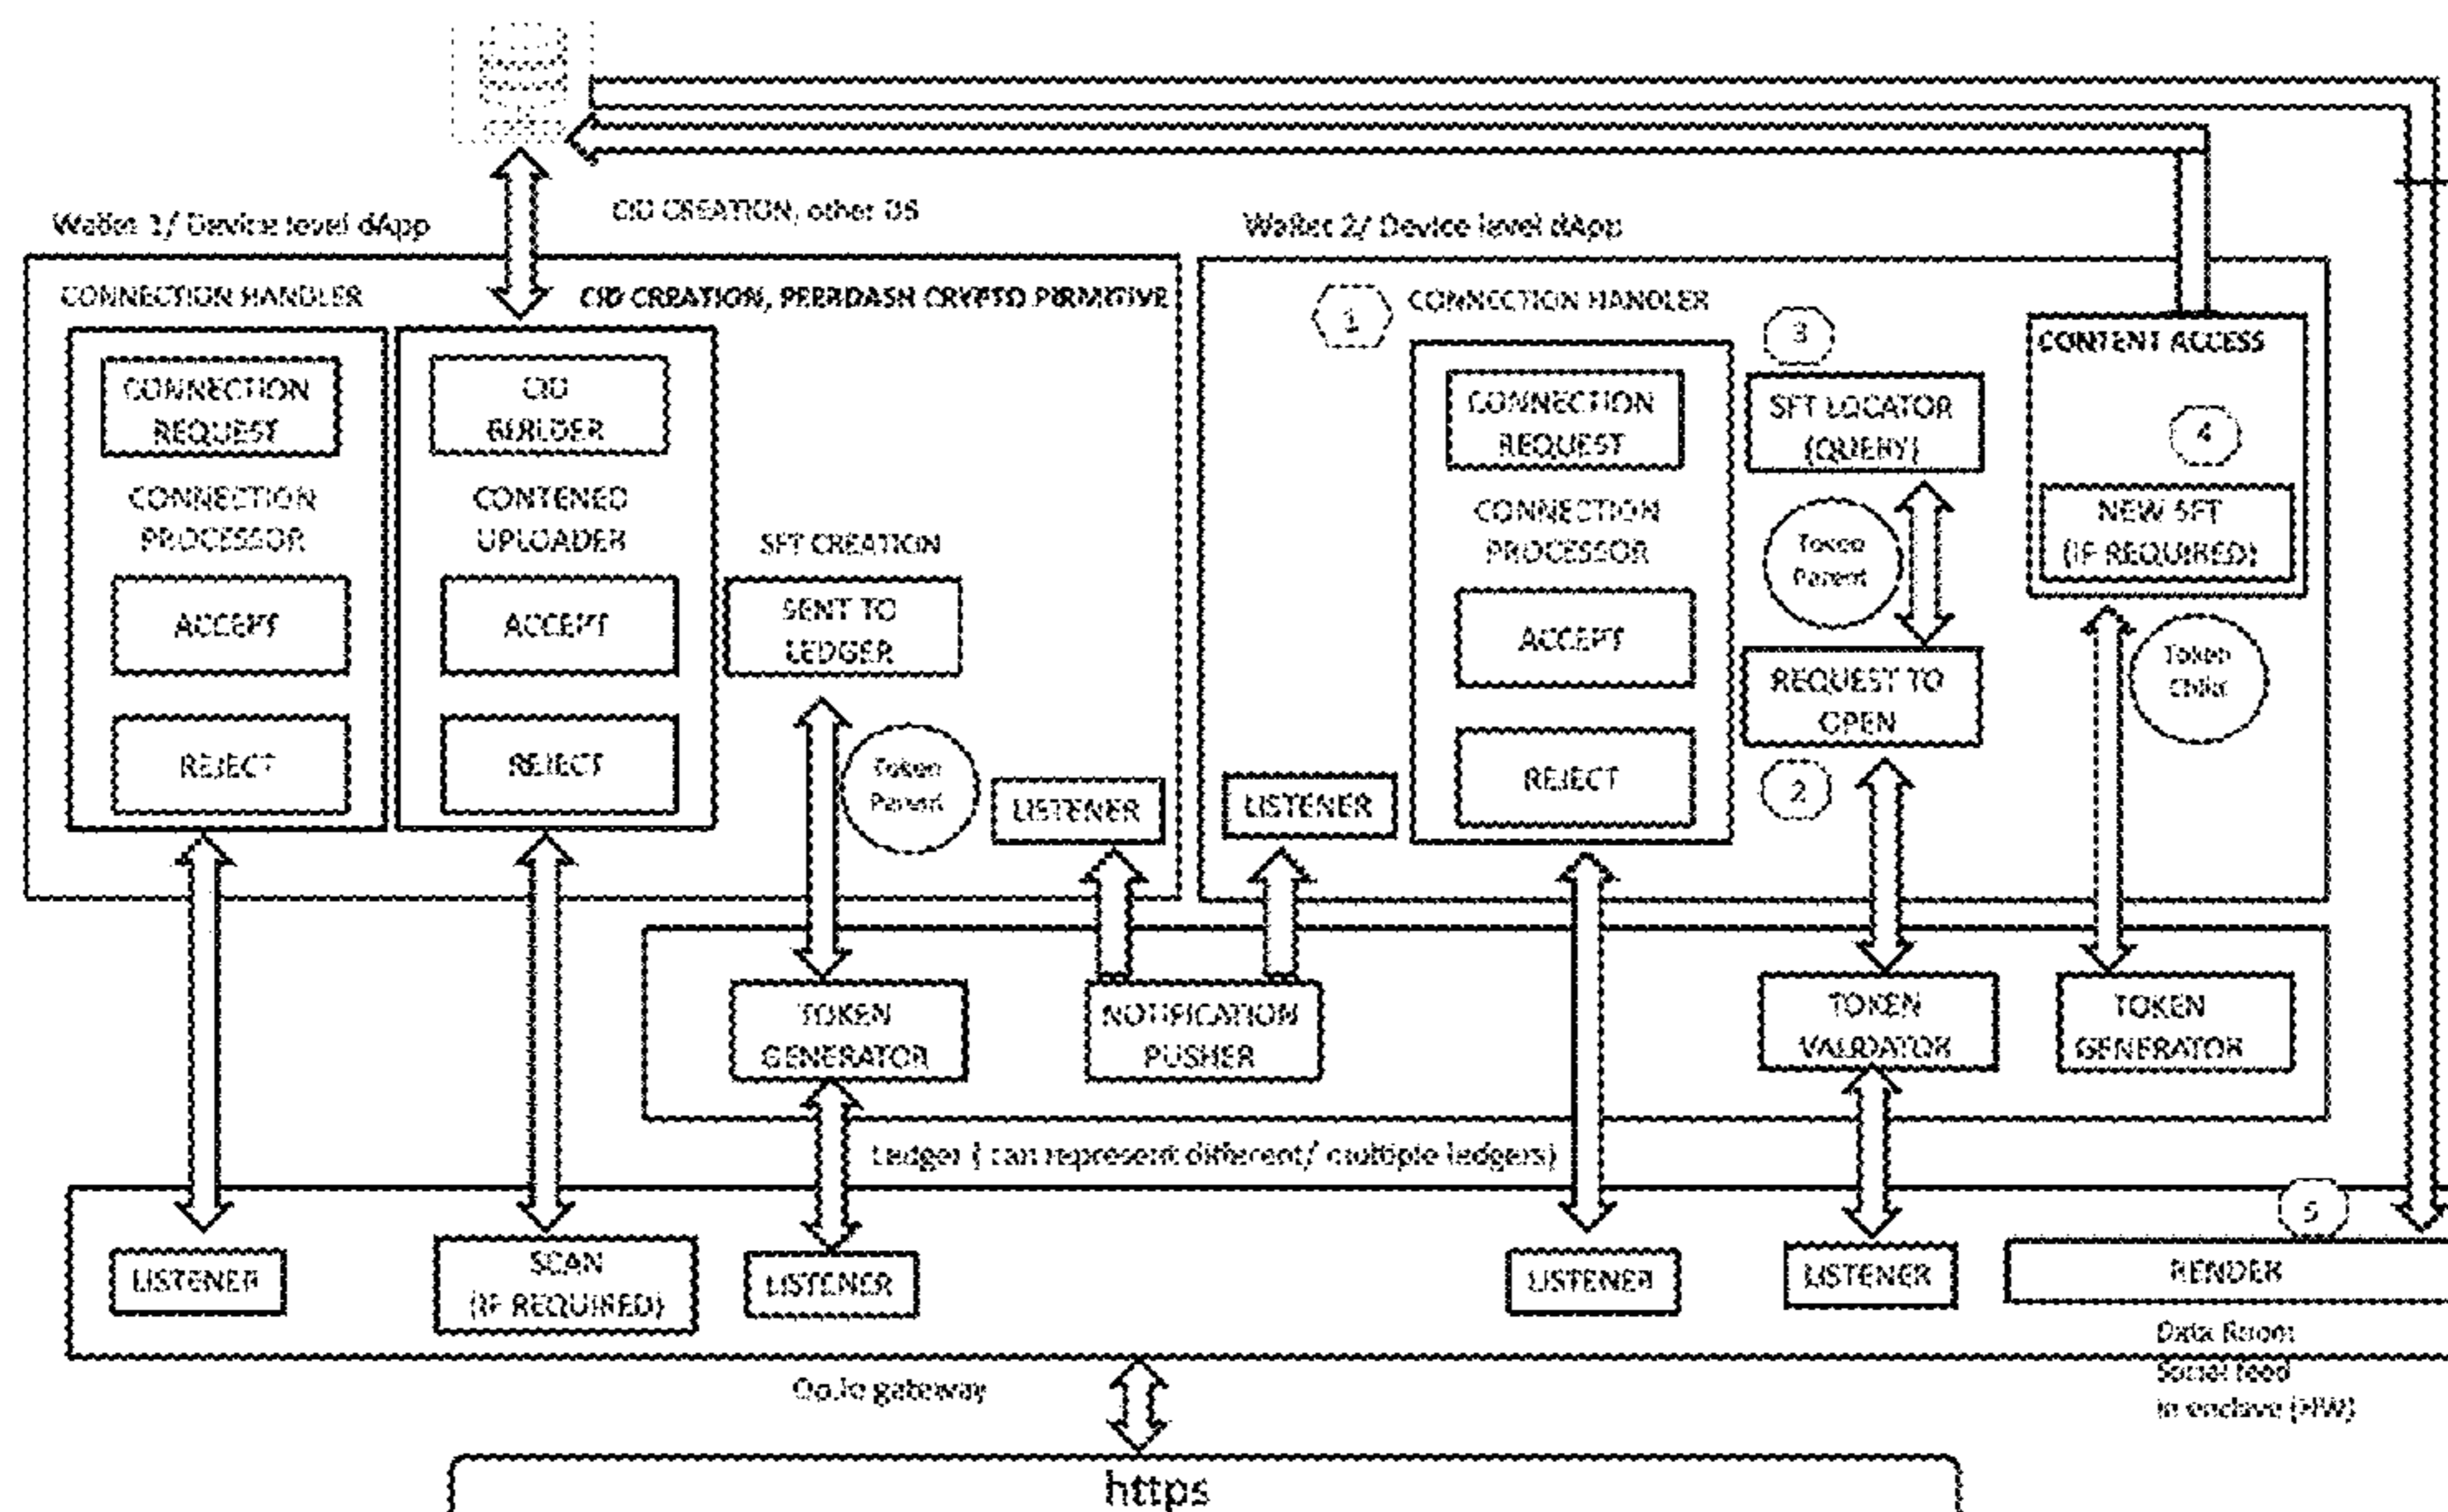 CID CREATION, other DS
Wallet 1/ Device level dApp
Wallet 2/ Device level dApp
CONNECTION HANDLER
CID CREATION, PEERDASH CRYPTO PIRMITIVE
CONNECTION
REQUEST
CONNECTION
PROCESSOR
ACCEPT
REJECT
CID
BUILDER
CONTENED
UPLOADER
ACCEPT
REJECT
SFT CREATION
SENT TO
LEDGER
Token
Parent
LISTENER
1
CONNECTION HANDLER
CONNECTION
REQUEST
CONNECTION
PROCESSOR
ACCEPT
REJECT
LISTENER
3
SFT LOCATOR
(QUERY)
Token
Parent
REQUEST TO
OPEN
2
CONTENT ACCESS
4
NEW SFT
(IF REQUIRED)
Token
Child
TOKEN
GENERATOR
NOTIFICATION
PUSHER
TOKEN
VALIDATOR
TOKEN
GENERATOR
Ledger ( can represent different/ multiple ledgers)
LISTENER
SCAN
(IF REQUIRED)
LISTENER
LISTENER
LISTENER
5
RENDER
Data Room
Social feed
in enclave (HW)
gateway
https